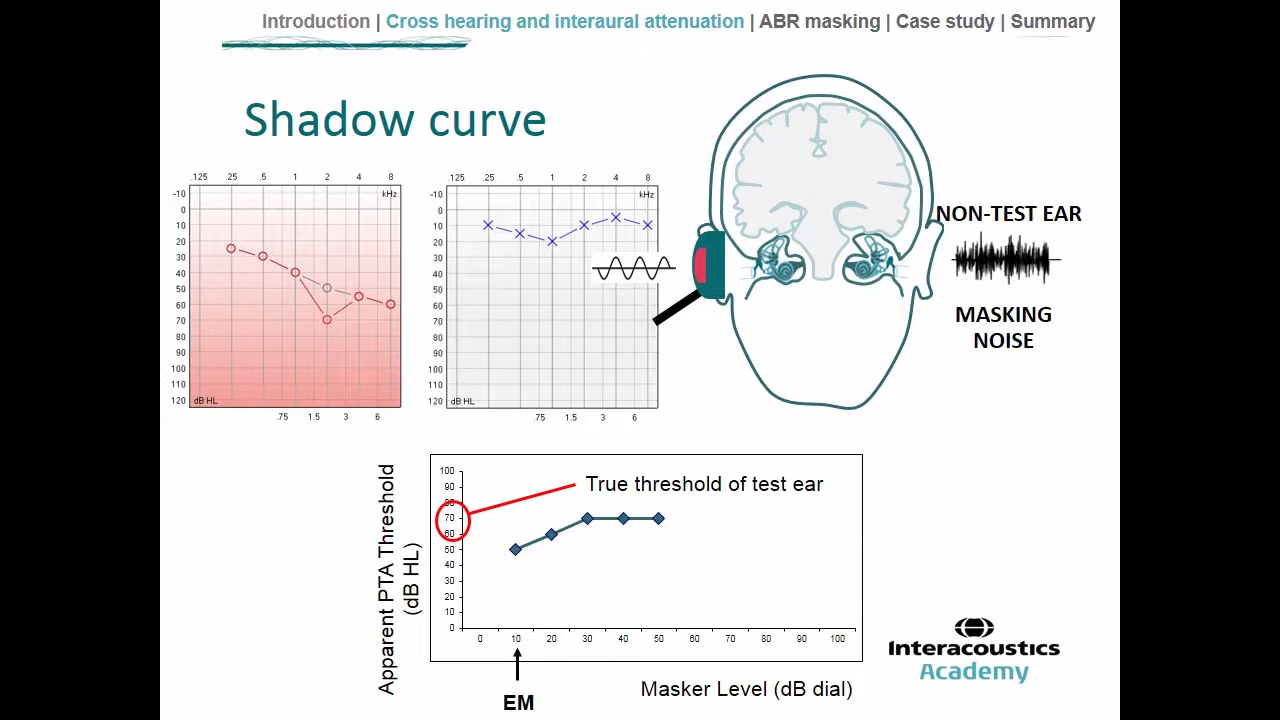 Introduction | Cross hearing and interaural attenuation | ABR masking | Case study | Summary
Shadow curve
.125 .25 .5 1 2 4 8
kHz
-10
0
10
20
30
40
50
60
70
80
90
100
110
120
dB HL
.75 1.5 3 6
.125 .25 .5 1 2 4 8
kHz
-10
0
10
20
30
40
50
60
70
80
90
100
110
120
dB HL
.75 1.5 3 6
NON-TEST EAR
MASKING
NOISE
Apparent PTA Threshold
(dB HL)
100
90
80
70
60
50
40
30
20
10
0
True threshold of test ear
0 10 20 30 40 50 60 70 80 90 100
EM
Masker Level (dB dial)
Interacoustics
Academy